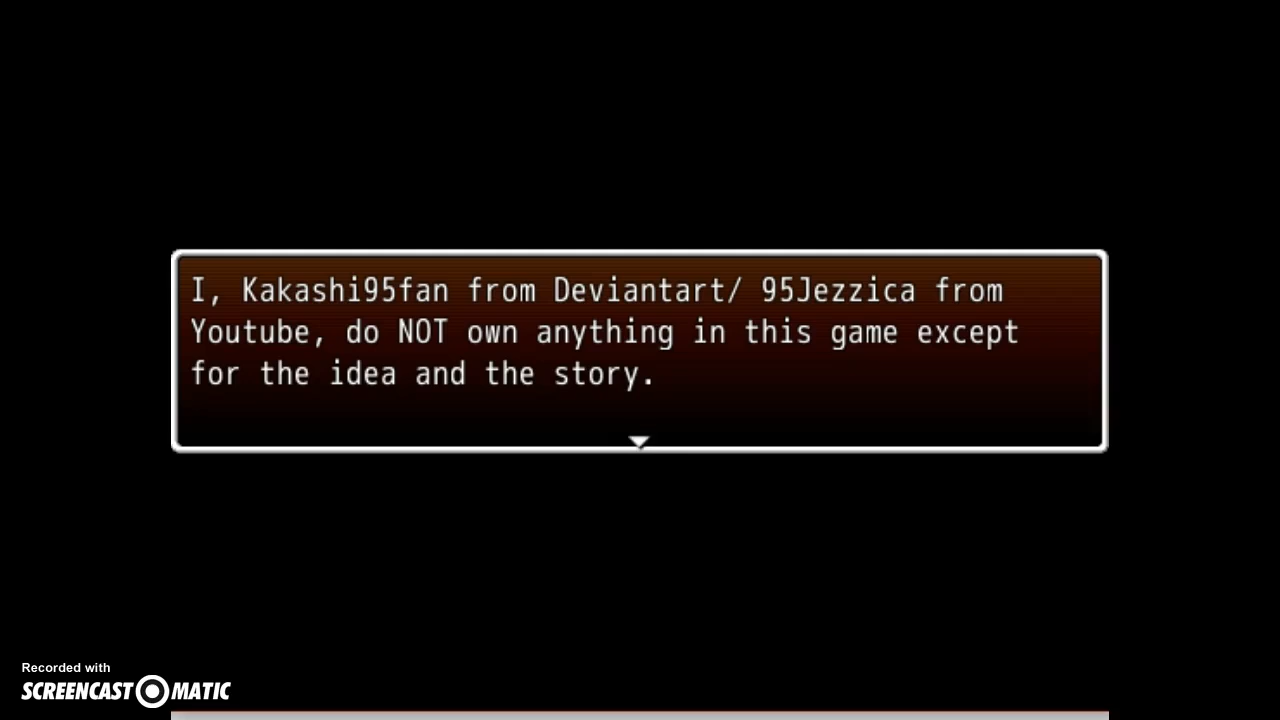 I, Kakashi95fan from Deviantart/ 95Jezzica from
Youtube, do NOT own anything in this game except
for the idea and the story.
Recorded with
SCREENCAST MATIC